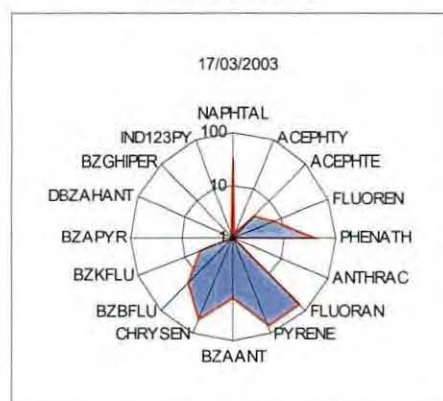 17/03/2003
NAPHTAL
IND123PY
100
ACEPHTY
BZGHIPER
ACEPHTE
DBZAHANT
10
FLUOREN
BZAPYR
1
PHENATH
BZKFLU
ANTHRAC
BZBFLU
FLUORAN
CHRYSEN
PYRENE
BZAANT